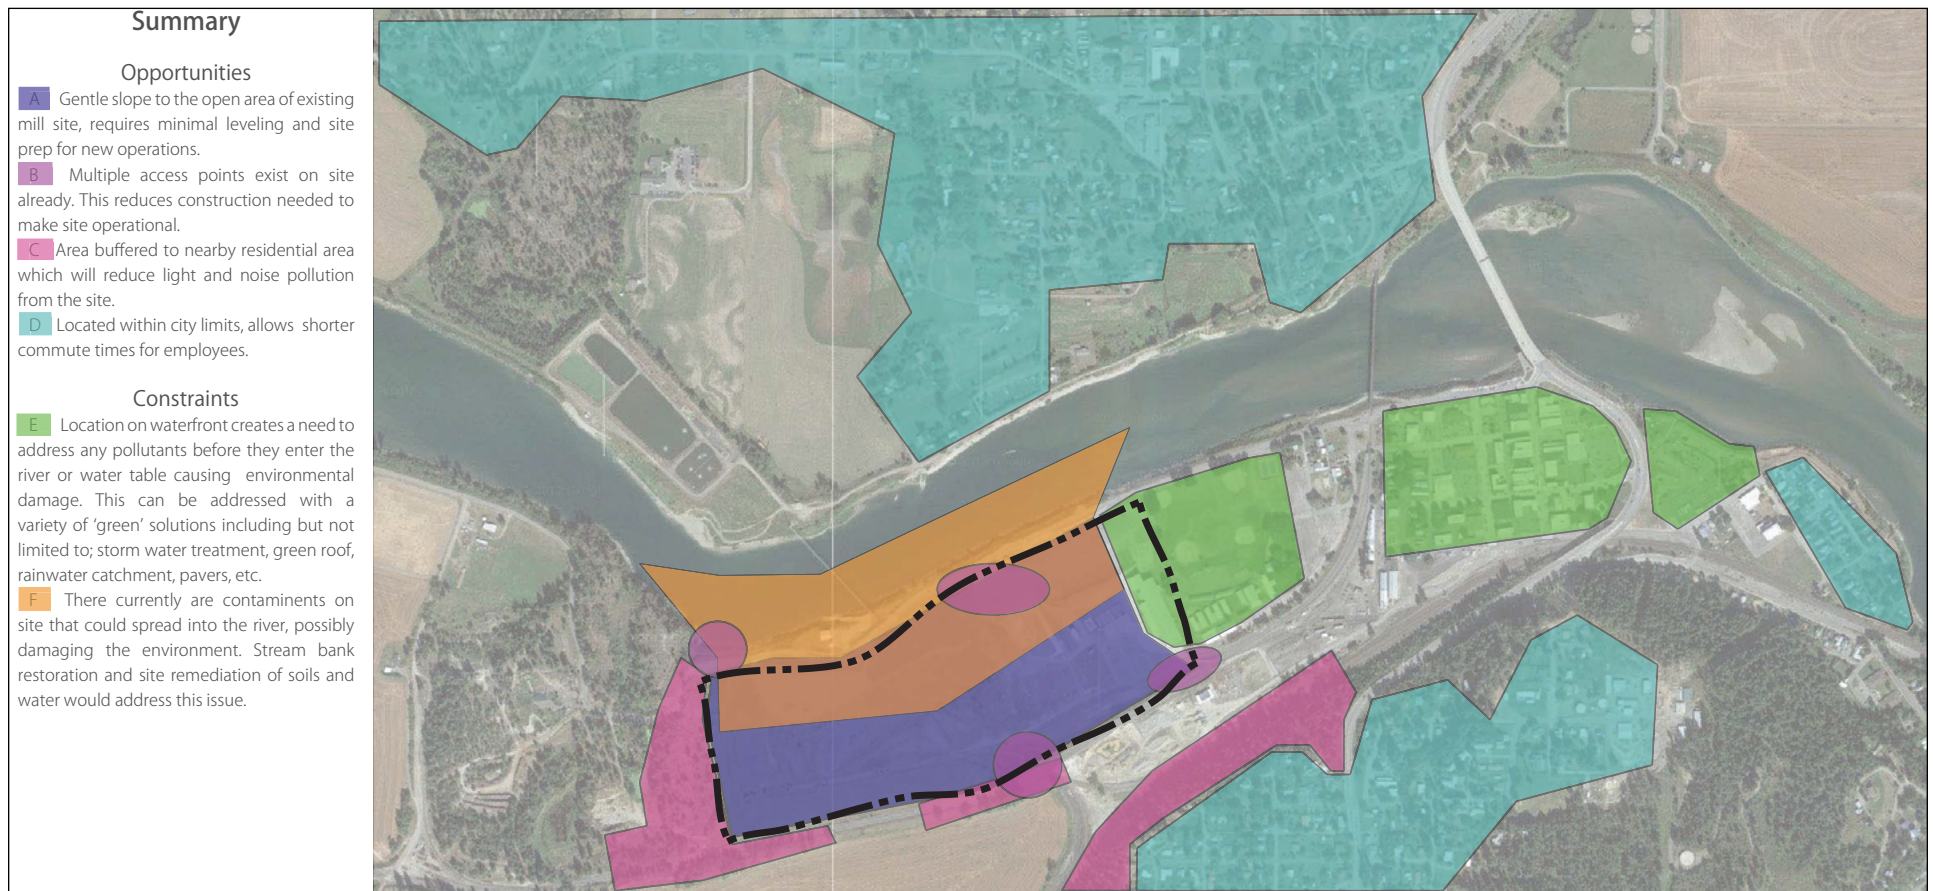 Summary
Opportunities
A Gentle slope to the open area of existing
mill site, requires minimal leveling and site
prep for new operations.
B Multiple access points exist on site
already. This reduces construction needed to
make site operational.
C Area buffered to nearby residential area
which will reduce light and noise pollution
from the site.
D Located within city limits, allows shorter
commute times for employees.
Constraints
E Location on waterfront creates a need to
address any pollutants before they enter the
river or water table causing environmental
damage. This can be addressed with a
variety of ‘green’ solutions including but not
limited to; storm water treatment, green roof,
rainwater catchment, pavers, etc.
F There currently are contaminents on
site that could spread into the river, possibly
damaging the environment. Stream bank
restoration and site remediation of soils and
water would address this issue.